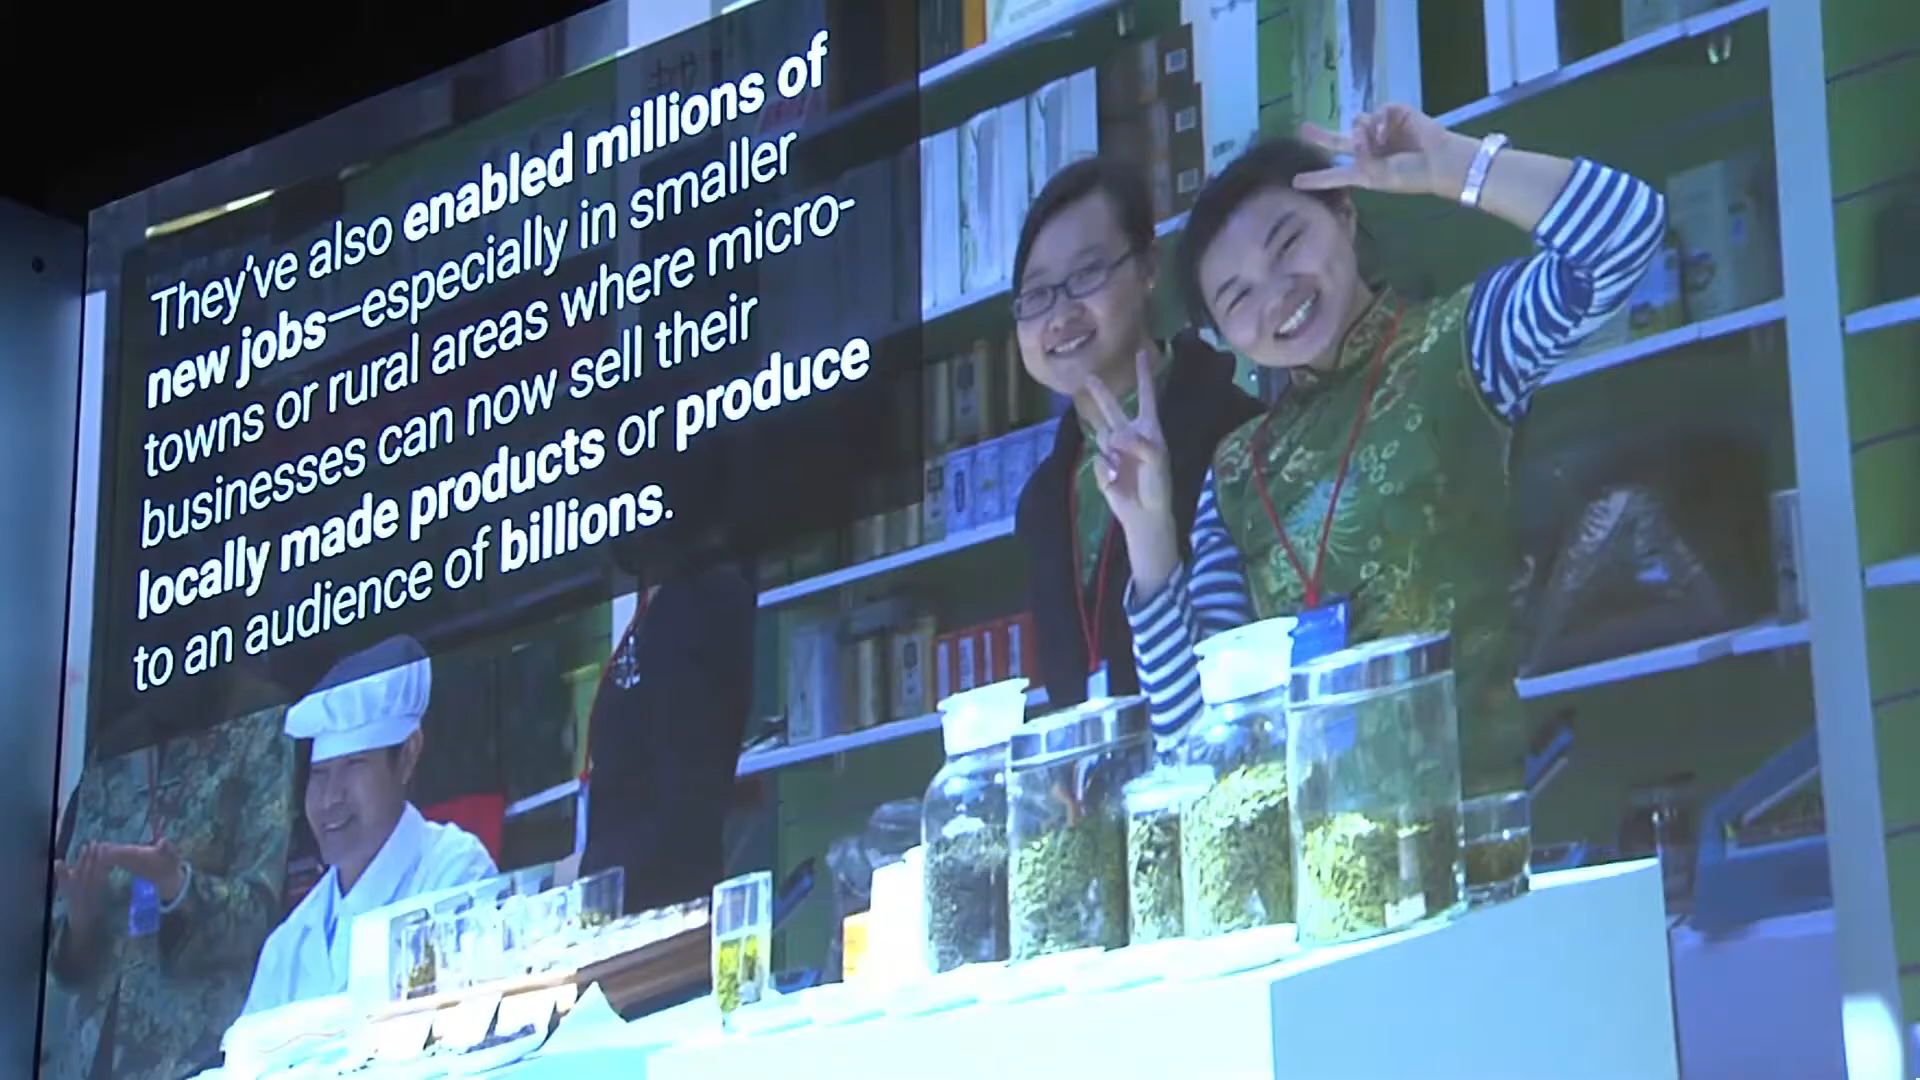 They've also enabled millions of
new jobs—especially in smaller
towns or rural areas where micro-
businesses can now sell their
locally made products or produce
to an audience of billions.